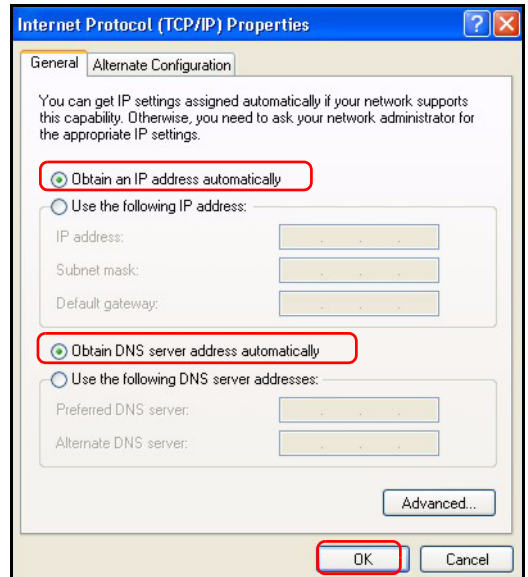 Internet Protocol (TCP/IP) Properties
?
General Alternate Configuration
You can get IP settings assigned automatically if your network supports
this capability. Otherwise, you need to ask your network administrator for
the appropriate IP settings.
Obtain an IP address automatically
Use the following IP address:
IP address:
Subnet mask:
Default gateway:
Obtain DNS server address automatically
Use the following DNS server addresses:
Preferred DNS server:
Alternate DNS server:
Advanced...
OK Cancel